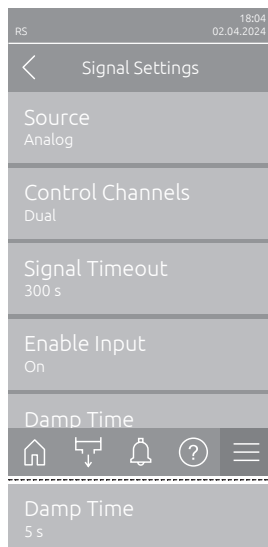 18:04
RS 02.04.2024
Signal Settings
Source
Analog
Control Channels
Dual
Signal Timeout
300 s
Enable Input
On
Damp Time
?
Damp Time
5 s